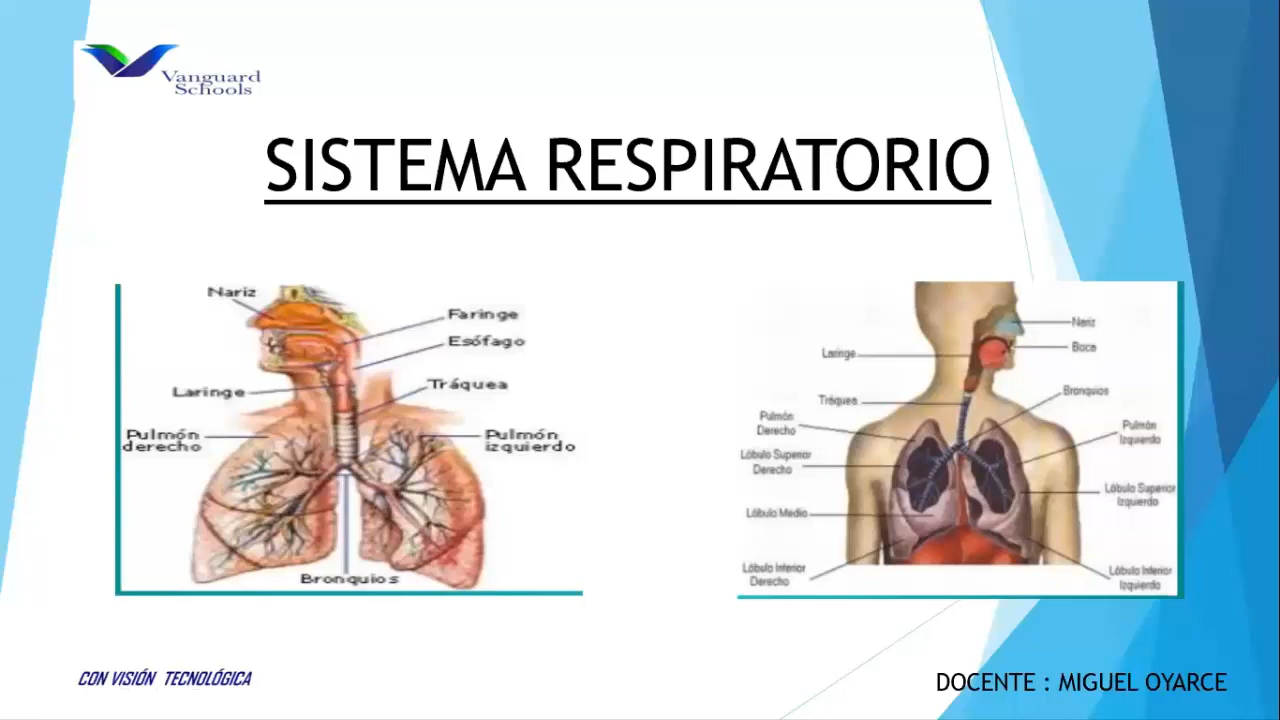 Vanguard
Schools
SISTEMA RESPIRATORIO
Nariz
Faringe
Esófago
Laringe
Tráquea
Pulmón
derecho
Pulmón
izquierdo
Bronquios
Nariz
Boca
Laringe
Bronquios
Tráquea
Pulmón
Derecho
Pulmón
Izquierdo
Lóbulo Superior
Derecho
Lóbulo Superior
Izquierdo
Lóbulo Medio
Lóbulo Inferior
Derecho
Lóbulo Inferior
Izquierdo
CON VISIÓN TECNOLÓGICA
DOCENTE : MIGUEL OYARCE